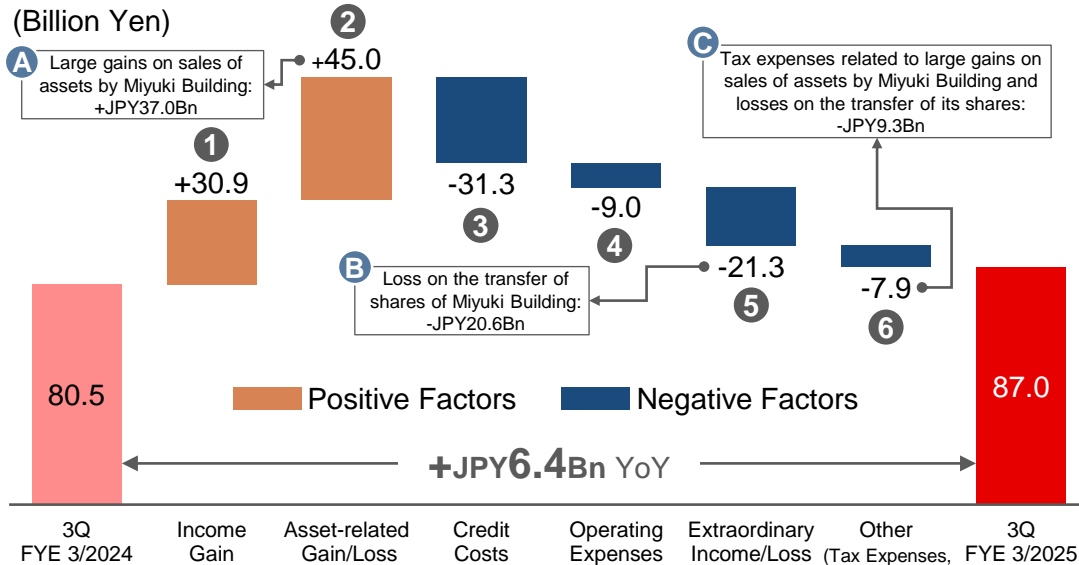 (Billion Yen)
A
Large gains on sales of
assets by Miyuki Building:
+JPY37.0Bn
2
+45.0
C
Tax expenses related to large gains on
sales of assets by Miyuki Building and
losses on the transfer of its shares:
-JPY9.3Bn
1
+30.9
-31.3
3
-9.0
4
B
Loss on the transfer of
shares of Miyuki Building:
-JPY20.6Bn
-21.3
5
-7.9
6
80.5
Positive Factors
Negative Factors
87.0
+JPY6.4Bn YoY
3Q
FYE 3/2024
Income
Gain
Asset-related
Gain/Loss
Credit
Costs
Operating
Expenses
Extraordinary
Income/Loss
Other
(Tax Expenses,
3Q
FYE 3/2025